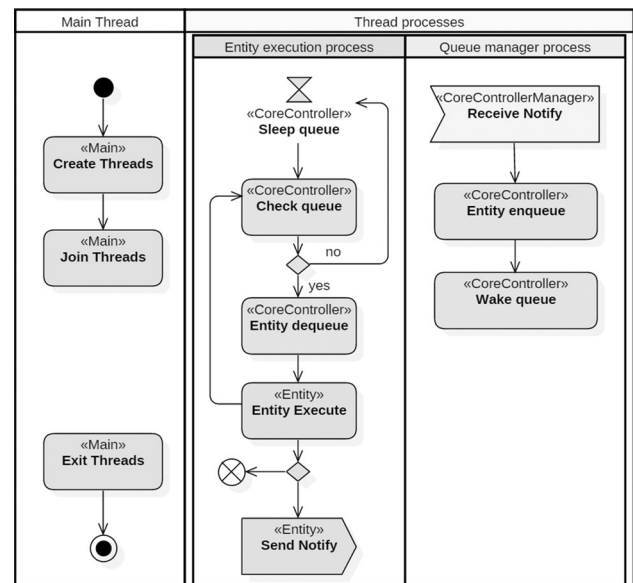 Main Thread
Thread processes
Entity execution process
Queue manager process
«Main»
Create Threads
«Main»
Join Threads
«Main»
Exit Threads
«CoreController»
Sleep queue
«CoreController»
Check queue
no
yes
«CoreController»
Entity dequeue
«Entity»
Entity Execute
«Entity»
Send Notify
«CoreControllerManager»
Receive Notify
«CoreController»
Entity enqueue
«CoreController»
Wake queue